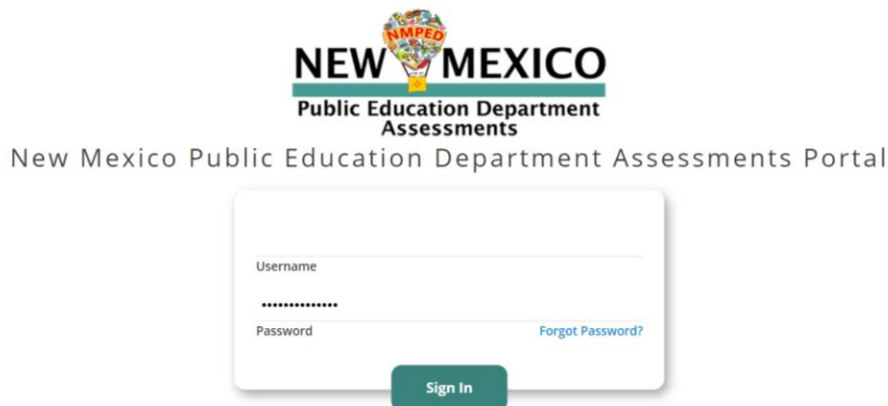 NMPED
NEW MEXICO
Public Education Department
Assessments
New Mexico Public Education Department Assessments Portal
Username
••••••••••••••
Password Forgot Password?
Sign In